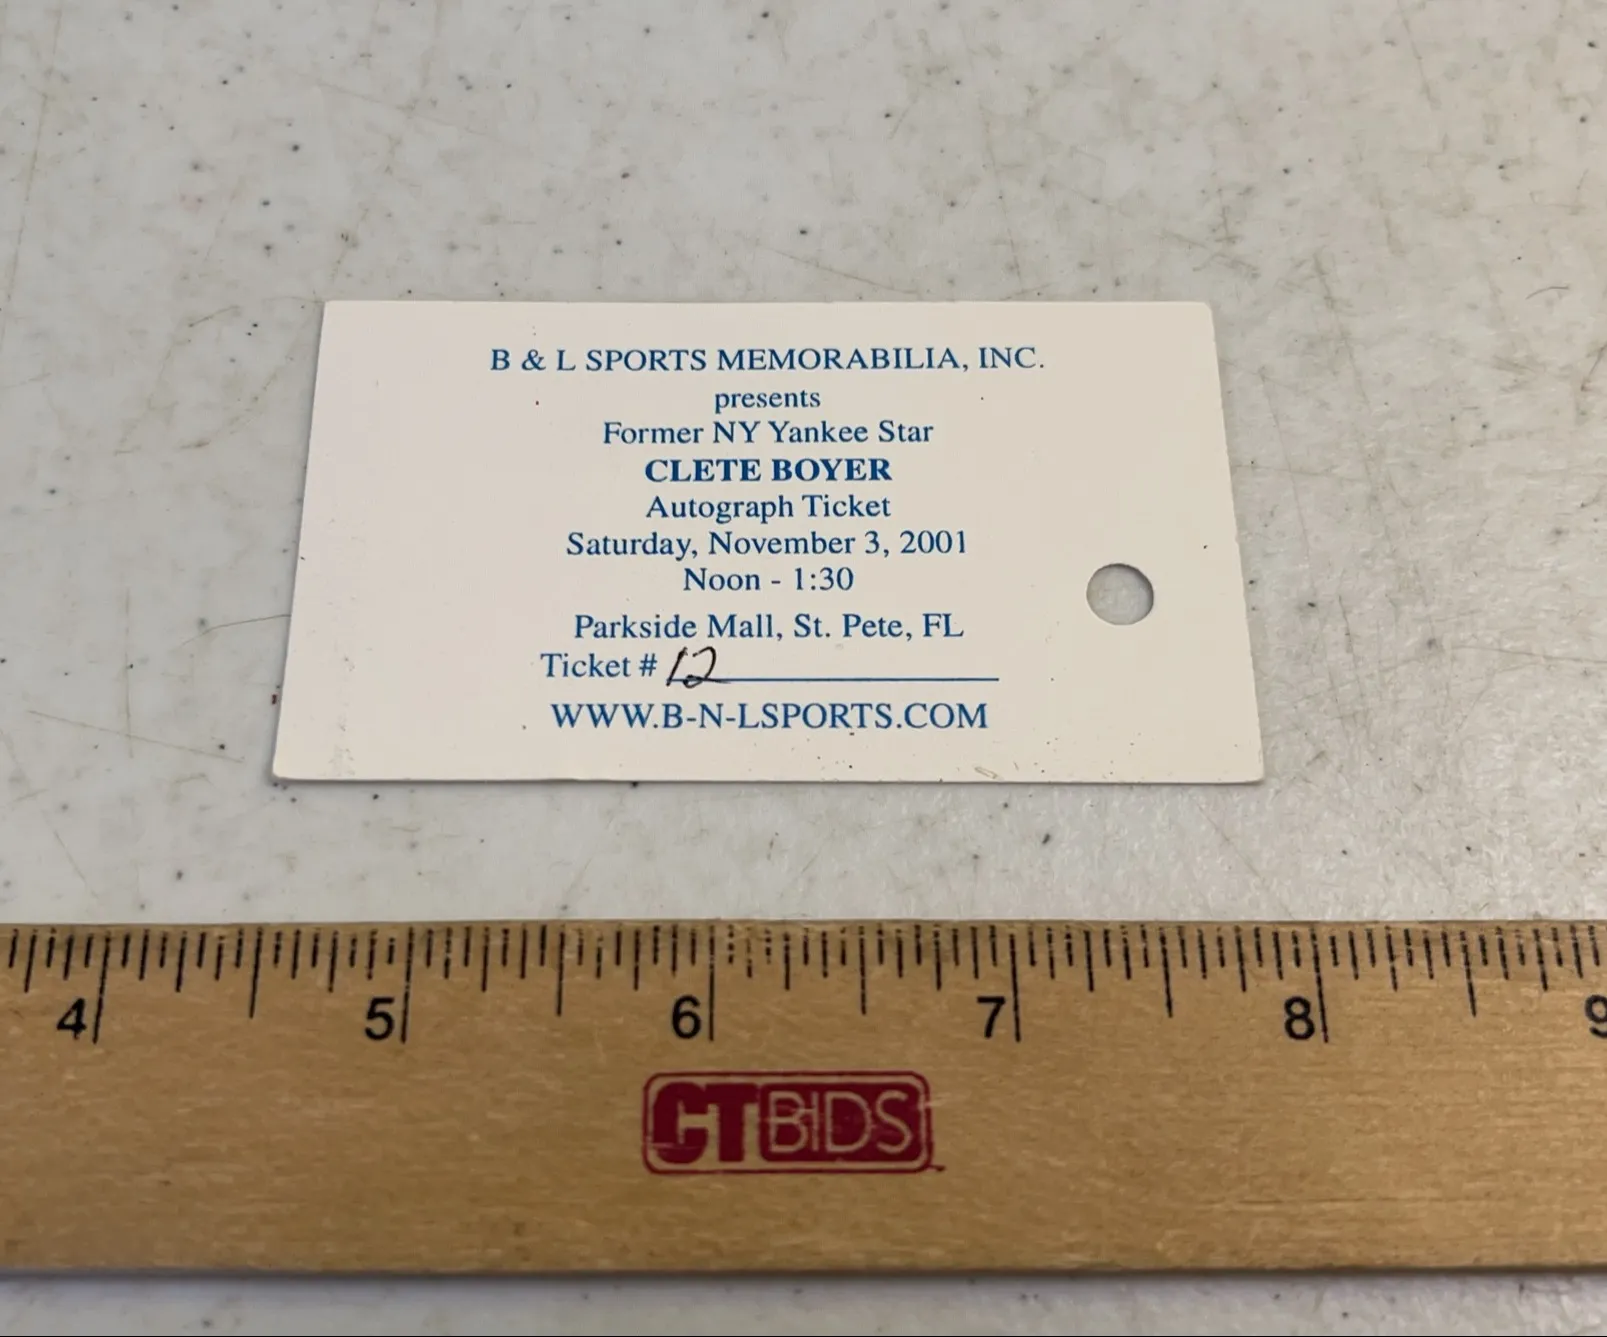 B & L SPORTS MEMORABILIA, INC.
presents
Former NY Yankee Star
CLETE BOYER
Autograph Ticket
Saturday, November 3, 2001
Noon - 1:30
Parkside Mall, St. Pete, FL
Ticket # 12
WWW.B-N-LSPORTS.COM
4 5 6 7 8 9
CTBIDS